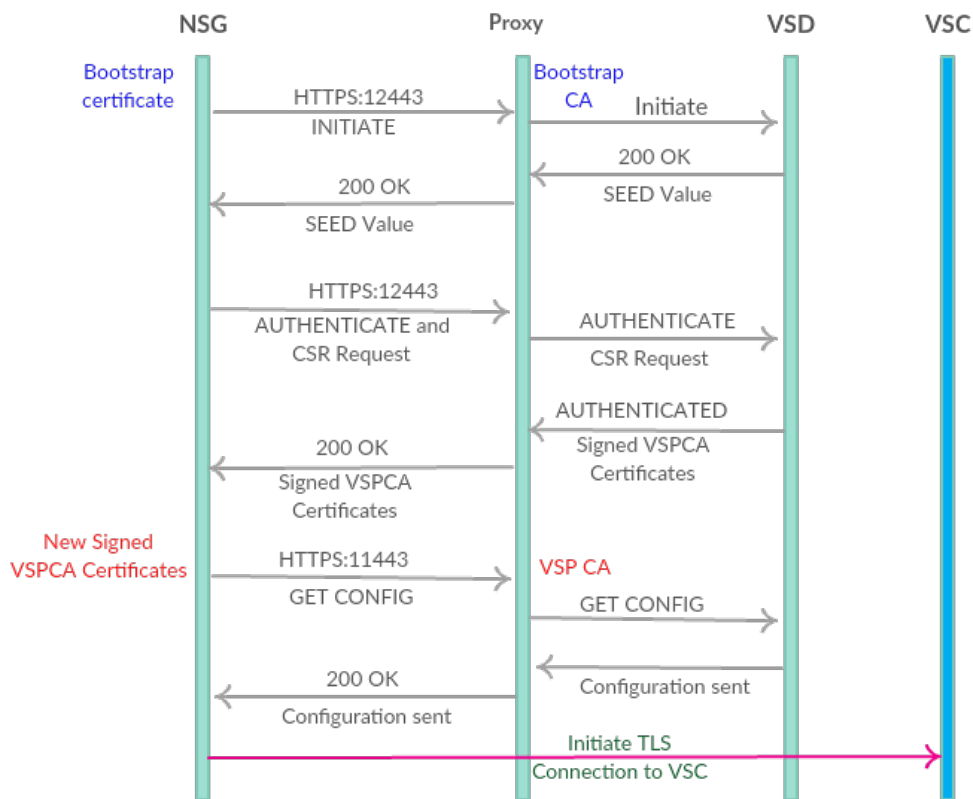 NSG
Proxy
VSD
VSC
Bootstrap
certificate
HTTPS:12443
INITIATE
Bootstrap
CA
Initiate
200 OK
SEED Value
200 OK
SEED Value
HTTPS:12443
AUTHENTICATE and
CSR Request
AUTHENTICATE
CSR Request
AUTHENTICATED
Signed VSPCA
Certificates
200 OK
Signed VSPCA
Certificates
New Signed
VSPCA Certificates
HTTPS:11443
GET CONFIG
VSP CA
GET CONFIG
Configuration sent
200 OK
Configuration sent
Initiate TLS
Connection to VSC